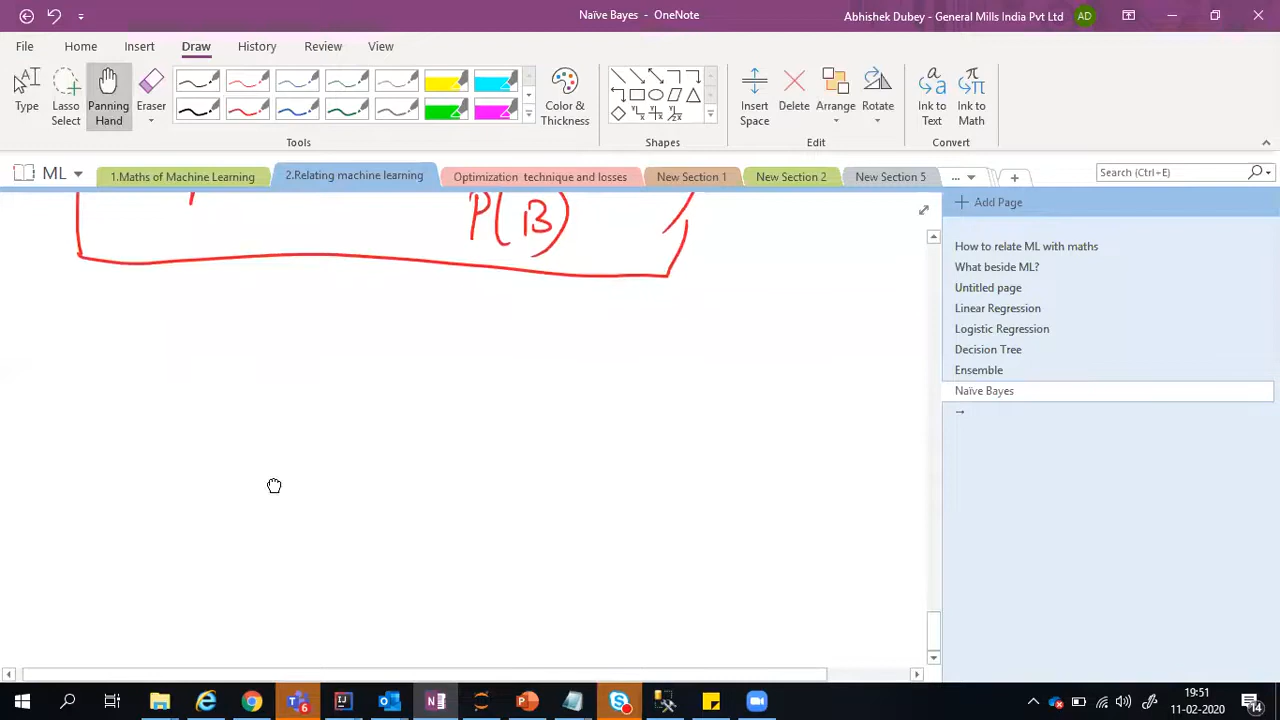 Naïve Bayes - OneNote
Abhishek Dubey - General Mills India Pvt Ltd AD
File Home Insert Draw History Review View
Type
Lasso Select
Panning Hand
Eraser
Color & Thickness
Insert Space
Delete
Arrange
Rotate
Ink to Text
Ink to Math
Tools
Shapes
Edit
Convert
ML
1.Maths of Machine Learning
2.Relating machine learning
Optimization technique and losses
New Section 1
New Section 2
New Section 5
...
Search (Ctrl+E)
P(B)
Add Page
How to relate ML with maths
What beside ML?
Untitled page
Linear Regression
Logistic Regression
Decision Tree
Ensemble
Naïve Bayes
→
19:51
11-02-2020